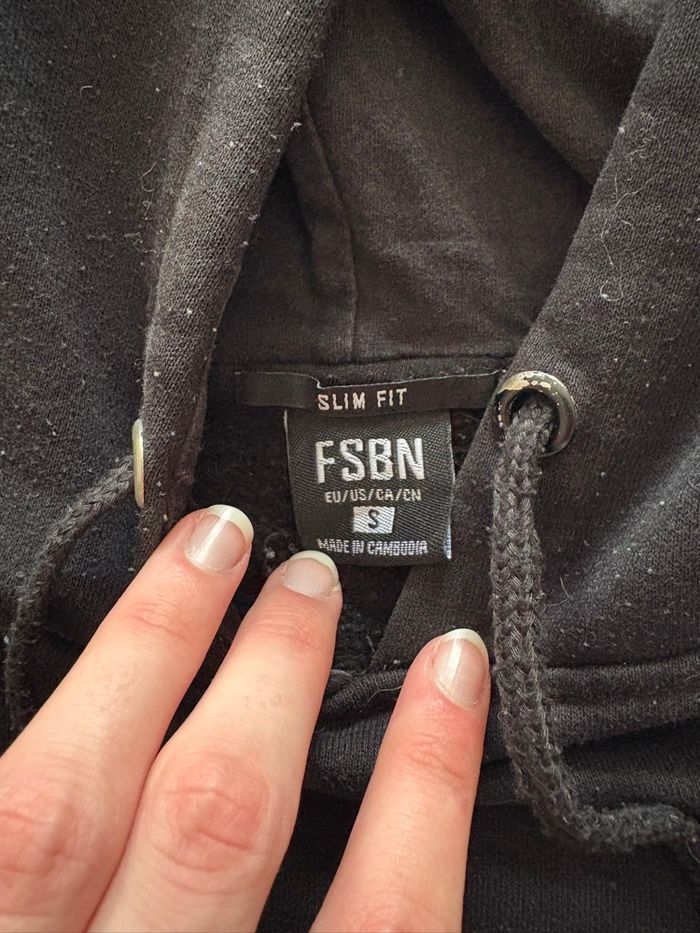 SLIM FIT
FSBN
EU/US/CA/CN
S
MADE IN CAMBODIA